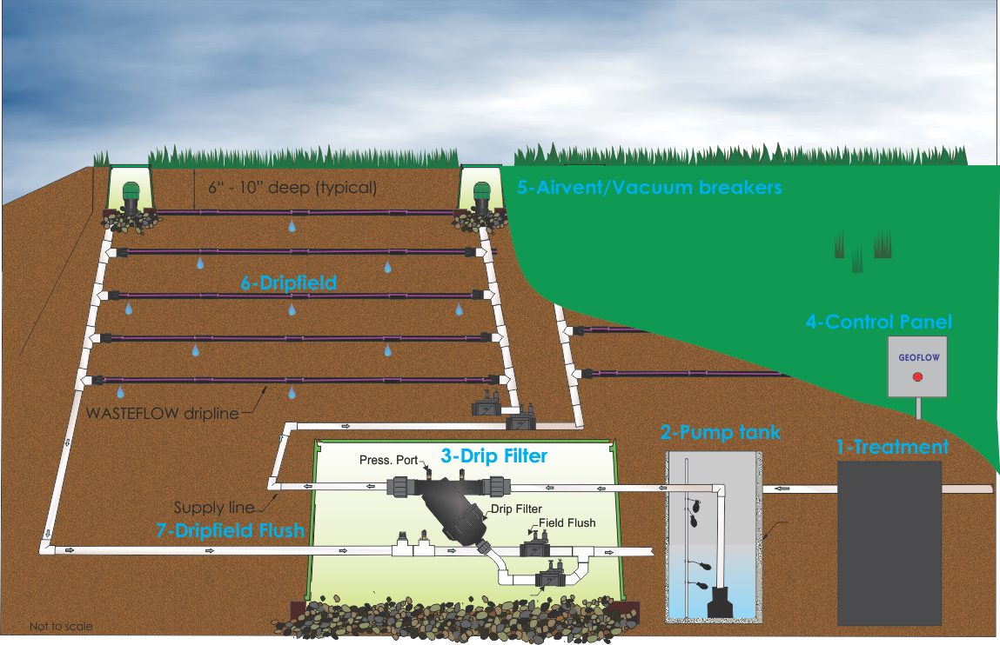 6“ - 10” deep (typical)
5-Airvent/Vacuum breakers
6-Dripfield
4-Control Panel
GEOFLOW
WASTEFLOW dripline
2-Pump tank
1-Treatment
3-Drip Filter
Press. Port
Supply line
Drip Filter
7-Dripfield Flush
Field Flush
Not to scale